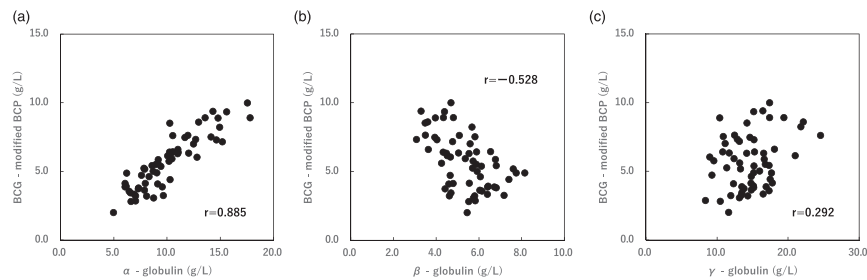 (a)
BCG - modified BCP (g/L)
15.0
10.0
5.0
0.0
r=0.885
0.0 5.0 10.0 15.0 20.0
α - globulin (g/L)
(b)
BCG - modified BCP (g/L)
15.0
10.0
5.0
0.0
r=−0.528
0.0 2.0 4.0 6.0 8.0 10.0
β - globulin (g/L)
(c)
BCG - modified BCP (g/L)
15.0
10.0
5.0
0.0
r=0.292
0.0 10.0 20.0 30.0
γ - globulin (g/L)